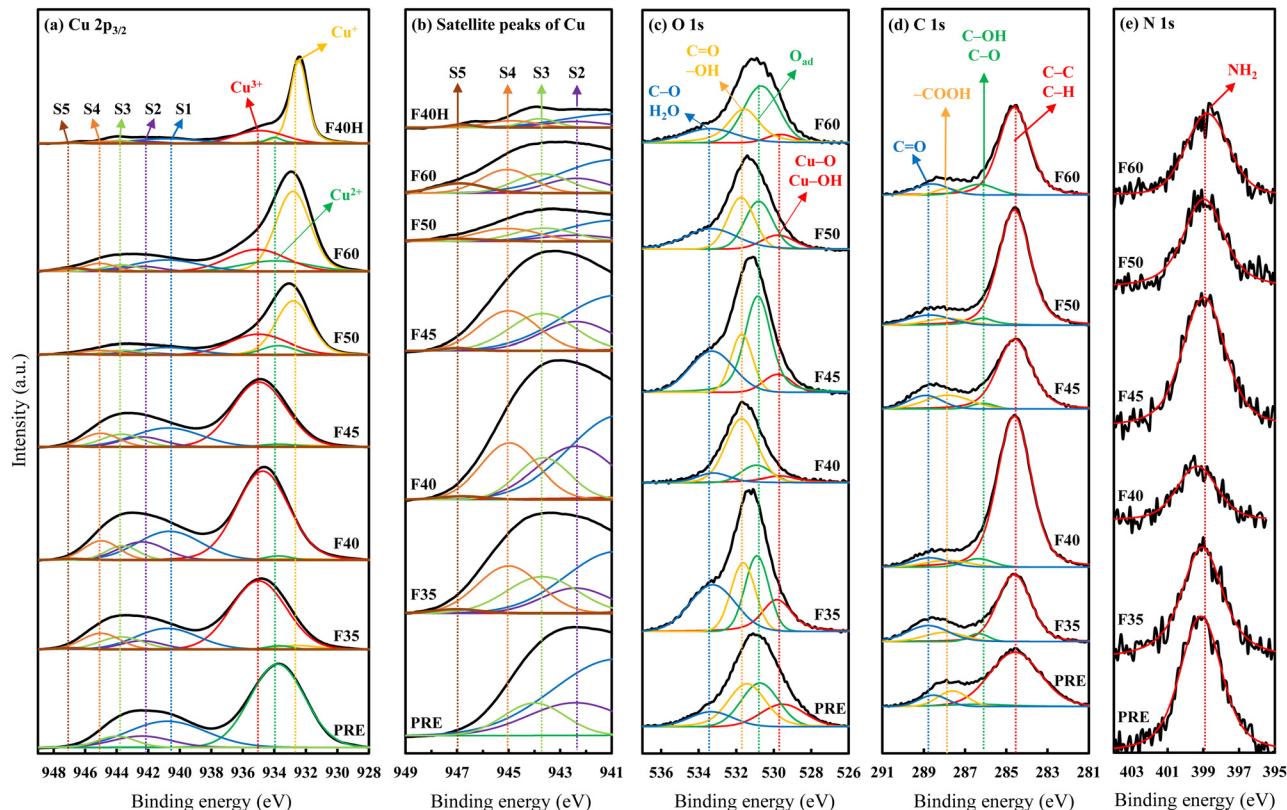 Intensity (a.u.)
(a) Cu 2p3/2
Cu⁺
Cu³⁺
S5 S4 S3 S2 S1
F40H
Cu²⁺
F60
F50
F45
F40
F35
PRE
948 946 944 942 940 938 936 934 932 930 928
Binding energy (eV)
(b) Satellite peaks of Cu
S5 S4 S3 S2
F40H
F60
F50
F45
F40
F35
PRE
949 947 945 943 941
Binding energy (eV)
(c) O 1s
C=O
–OH
Oad
C–O
H₂O
F60
Cu–O
Cu–OH
F50
F45
F40
F35
PRE
536 534 532 530 528 526
Binding energy (eV)
(d) C 1s
C–OH
C–O
C–C
C–H
–COOH
C=O
F60
F50
F45
F40
F35
PRE
291 289 287 285 283 281
Binding energy (eV)
(e) N 1s
NH₂
F60
F50
F45
F40
F35
PRE
403 401 399 397 395
Binding energy (eV)